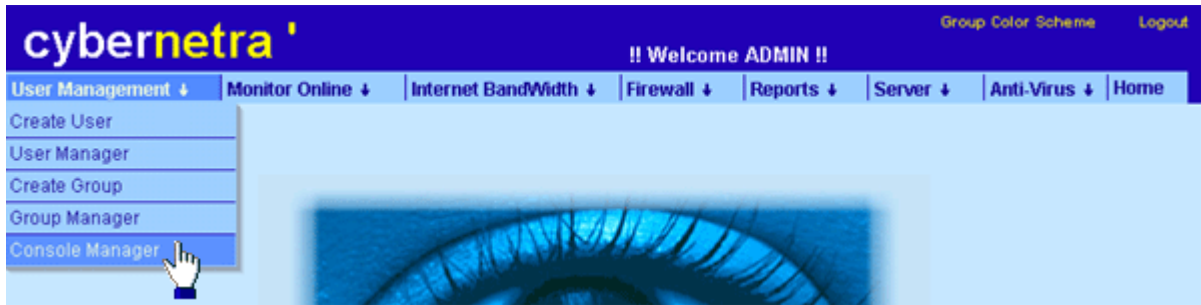 Group Color Scheme Logout
cybernetra '
!! Welcome ADMIN !!
User Management ↓ Monitor Online ↓ Internet BandWidth ↓ Firewall ↓ Reports ↓ Server ↓ Anti-Virus ↓ Home
Create User
User Manager
Create Group
Group Manager
Console Manager